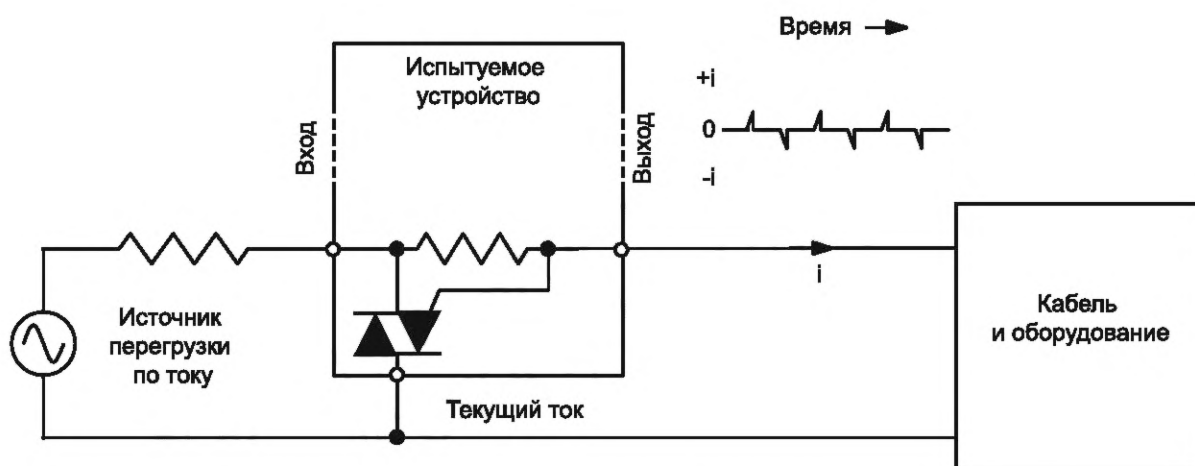 Время
Испытуемое
устройство
+i
0
-i
Вход
Выход
i
Источник
перегрузки
по току
Кабель
и оборудование
Текущий ток